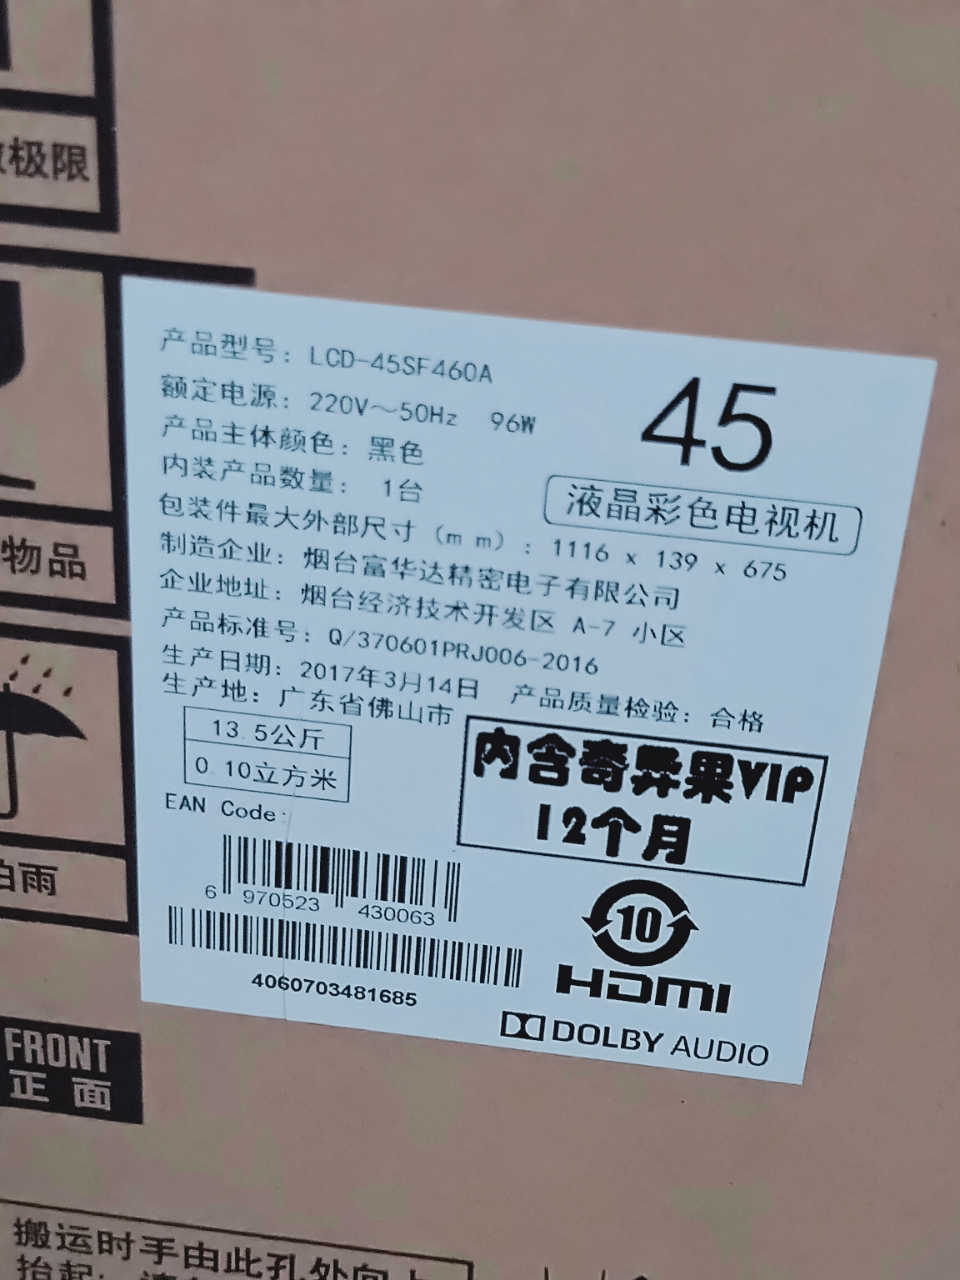 极限
产品型号: LCD-45SF460A
额定电源: 220V～50Hz 96W
45
产品主体颜色: 黑色
内装产品数量: 1台
液晶彩色电视机
包装件最大外部尺寸 (mm): 1116 x 139 x 675
制造企业: 烟台富华达精密电子有限公司
企业地址: 烟台经济技术开发区 A-7 小区
产品标准号: Q/370601PRJ006-2016
生产日期: 2017年3月14日 产品质量检验: 合格
生产地: 广东省佛山市
物品
13.5公斤
0.10立方米
内含奇异果VIP
12个月
EAN Code:
6 970523 430063
4060703481685
10
HDMI
DOLBY AUDIO
雨
FRONT
正面
搬运时手由此孔外向上
抬起: